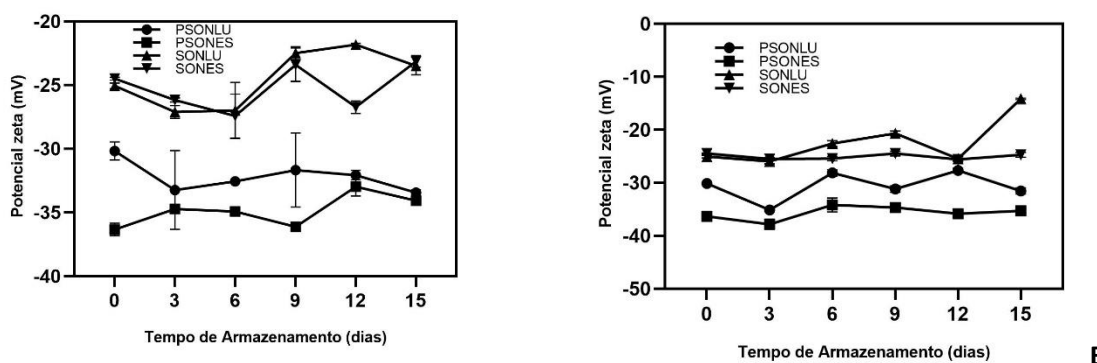 Potencial zeta (mV)
-20
-25
-30
-35
-40
PSONLU
PSONES
SONLU
SONES
0 3 6 9 12 15
Tempo de Armazenamento (dias)
Potencial zeta (mV)
0
-10
-20
-30
-40
-50
PSONLU
PSONES
SONLU
SONES
0 3 6 9 12 15
Tempo de Armazenamento (dias)